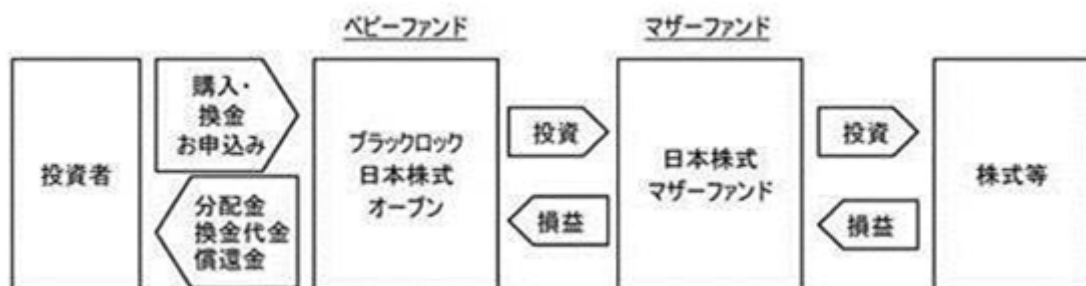 ベビーファンド
マザーファンド
投資者
購入・
換金
お申込み
分配金
換金代金
償還金
ブラックロック
日本株式
オープン
投資
損益
日本株式
マザーファンド
投資
損益
株式等